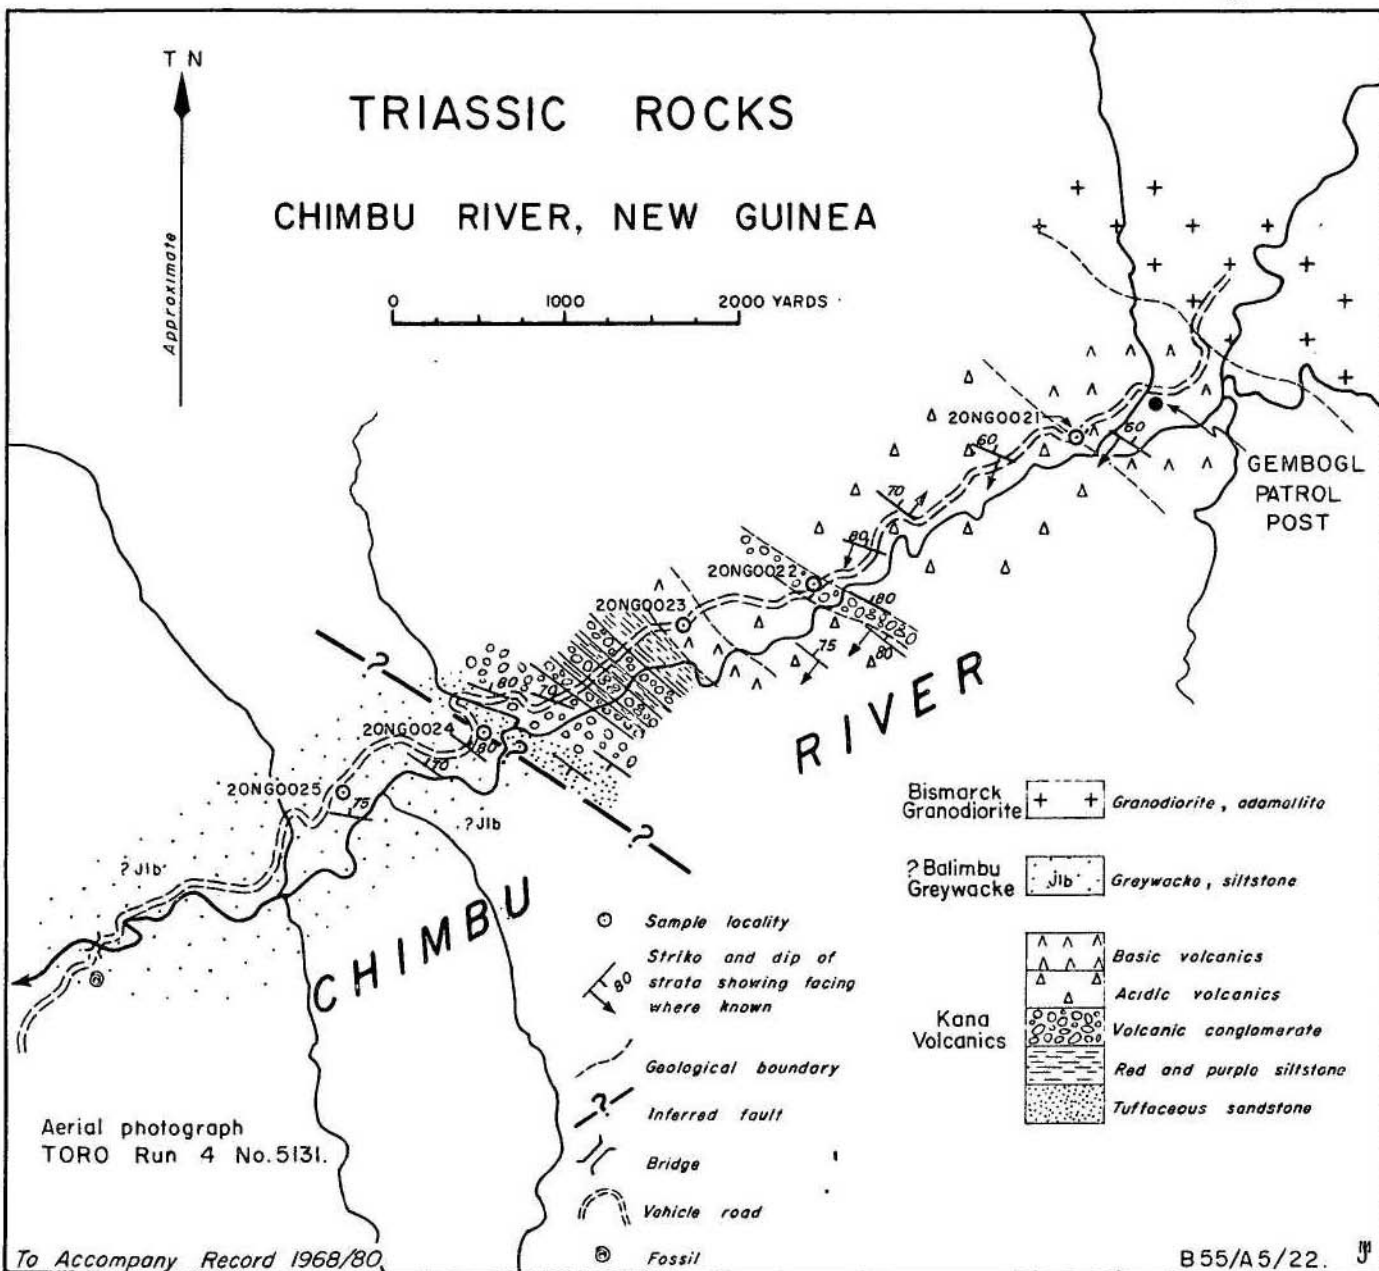 T N
Approximate
TRIASSIC ROCKS
CHIMBU RIVER, NEW GUINEA
0 1000 2000 YARDS
20NG0021
60
60
GEMBOGL
PATROL
POST
70
80
20NG0022
80
20NG0023
75
80
80
70
20NG0024
80
70
20NG0025
75
? Jlb
? Jlb
CHIMBU RIVER
Bismarck
Granodiorite
Granodiorite, adamellite
? Balimbu
Greywacke
Jlb
Greywacke, siltstone
Kana
Volcanics
Basic volcanics
Acidic volcanics
Volcanic conglomerate
Red and purple siltstone
Tuffaceous sandstone
Sample locality
80
Strike and dip of
strata showing facing
where known
Geological boundary
?
Inferred fault
Bridge
Vehicle road
Fossil
?
?
Aerial photograph
TORO Run 4 No.5131.
To Accompany Record 1968/80
B55/A5/22.